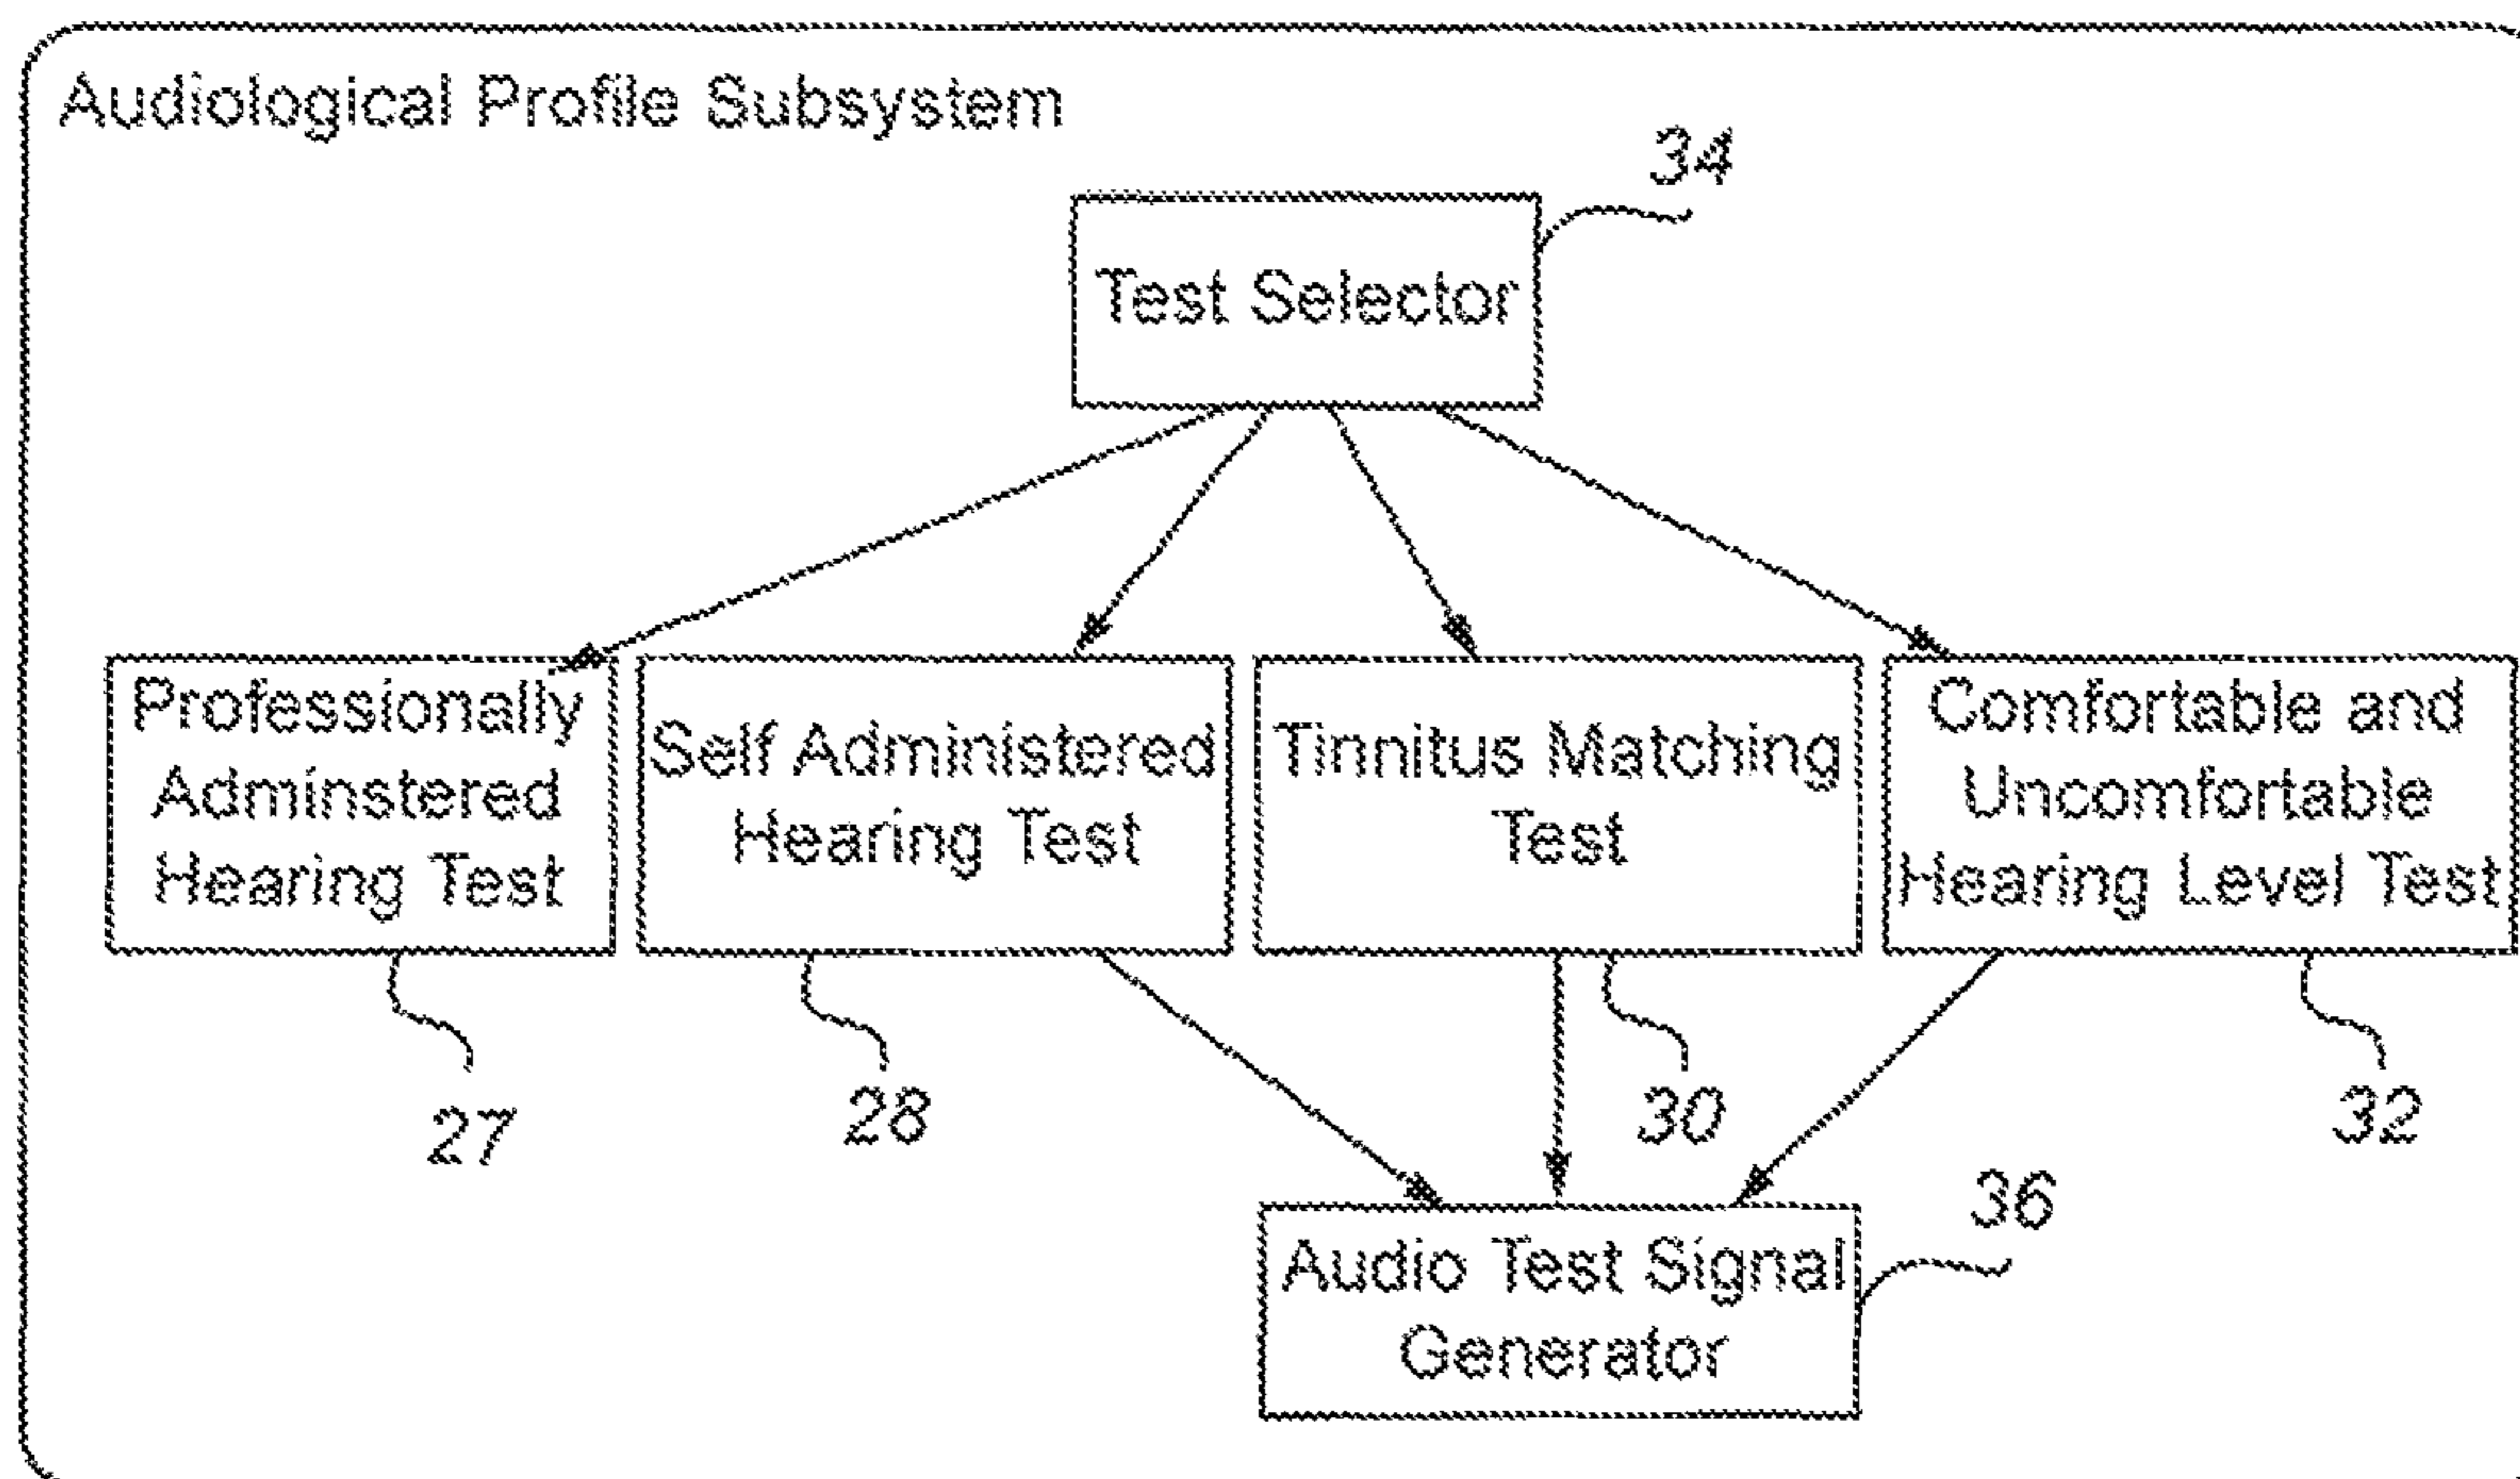 Audiological Profile Subsystem
34
Test Selector
Professionally
Adminstered
Hearing Test
Self Administered
Hearing Test
Tinnitus Matching
Test
Comfortable and
Uncomfortable
Hearing Level Test
27
28
30
32
36
Audio Test Signal
Generator